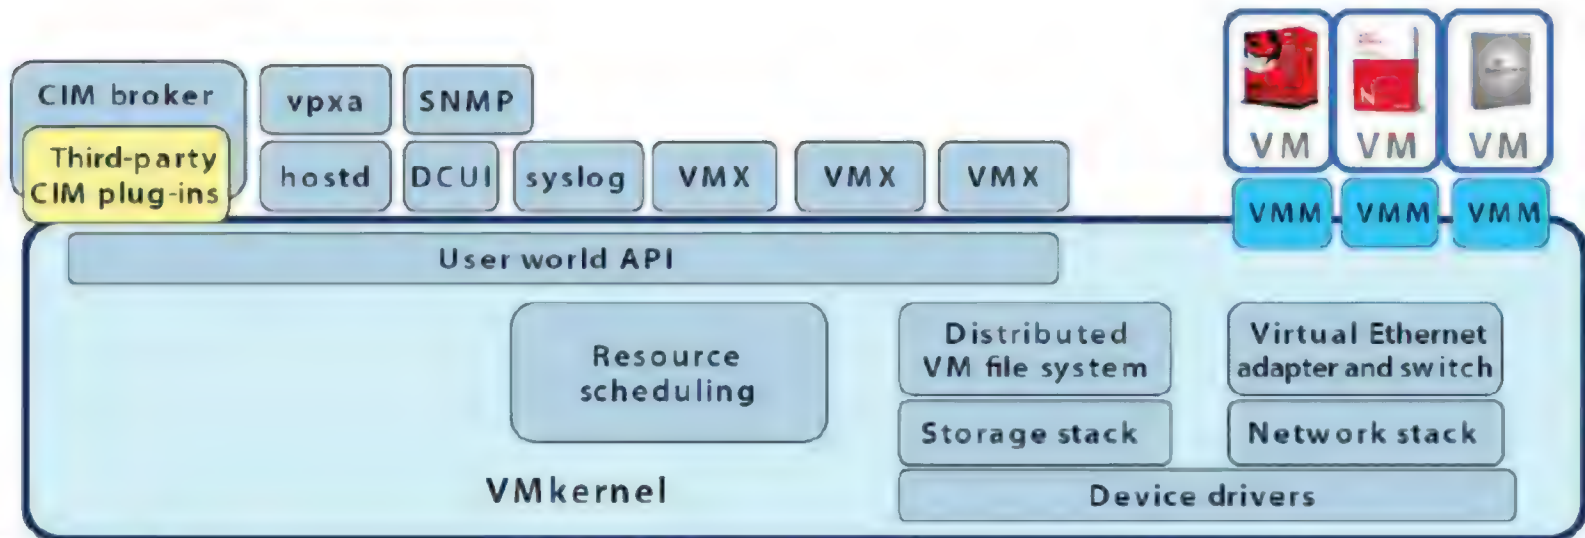 CIM broker
Third-party
CIM plug-ins
vpxa
SNMP
hostd
DCUI
syslog
VMX
VMX
VMX
N
VM
VM
VM
VMM
VMM
VMM
User world API
Resource
scheduling
Distributed
VM file system
Virtual Ethernet
adapter and switch
Storage stack
Network stack
VMkernel
Device drivers